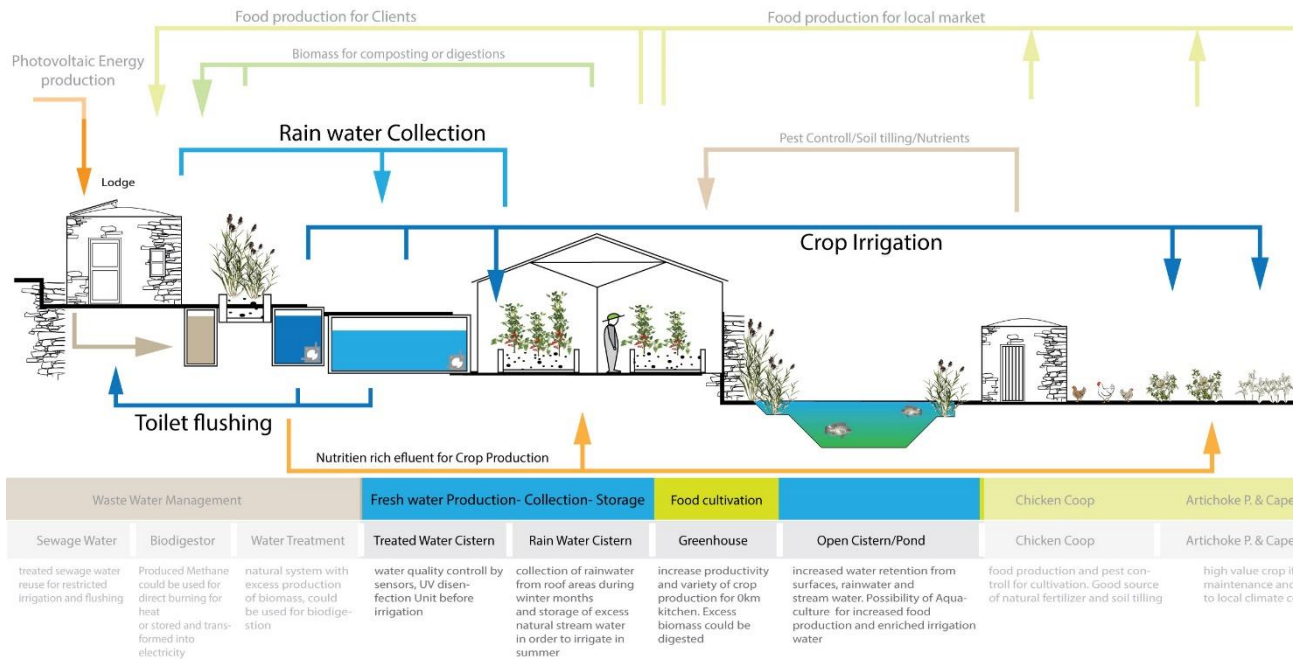 Food production for Clients
Food production for local market
Biomass for composting or digestions
Photovoltaic Energy
production
Rain water Collection
Pest Controll/Soil tilling/Nutrients
Lodge
Crop Irrigation
Toilet flushing
Nutritien rich efluent for Crop Production
Waste Water Management
Fresh water Production- Collection- Storage
Food cultivation
Chicken Coop
Artichoke P. & Cape
Sewage Water
Biodigestor
Water Treatment
Treated Water Cistern
Rain Water Cistern
Greenhouse
Open Cistern/Pond
Chicken Coop
Artichoke P. & Cape
treated sewage water
reuse for restricted
irrigation and flushing
Produced Methane
could be used for
direct burning for
heat
or stored and trans-
formed into
electricity
natural system with
excess production
of biomass, could
be used for biodige-
stion
water quality controll by
sensors, UV disen-
fection Unit before
irrigation
collection of rainwater
from roof areas during
winter months
and storage of excess
natural stream water
in order to irrigate in
summer
increase productivity
and variety of crop
production for 0km
kitchen. Excess
biomass could be
digested
increased water retention from
surfaces, rainwater and
stream water. Possibility of Aqua-
culture for increased food
production and enriched irrigation
water
food production and pest con-
troll for cultivation. Good source
of natural fertilizer and soil tilling
high value crop
maintenance and
to local climate